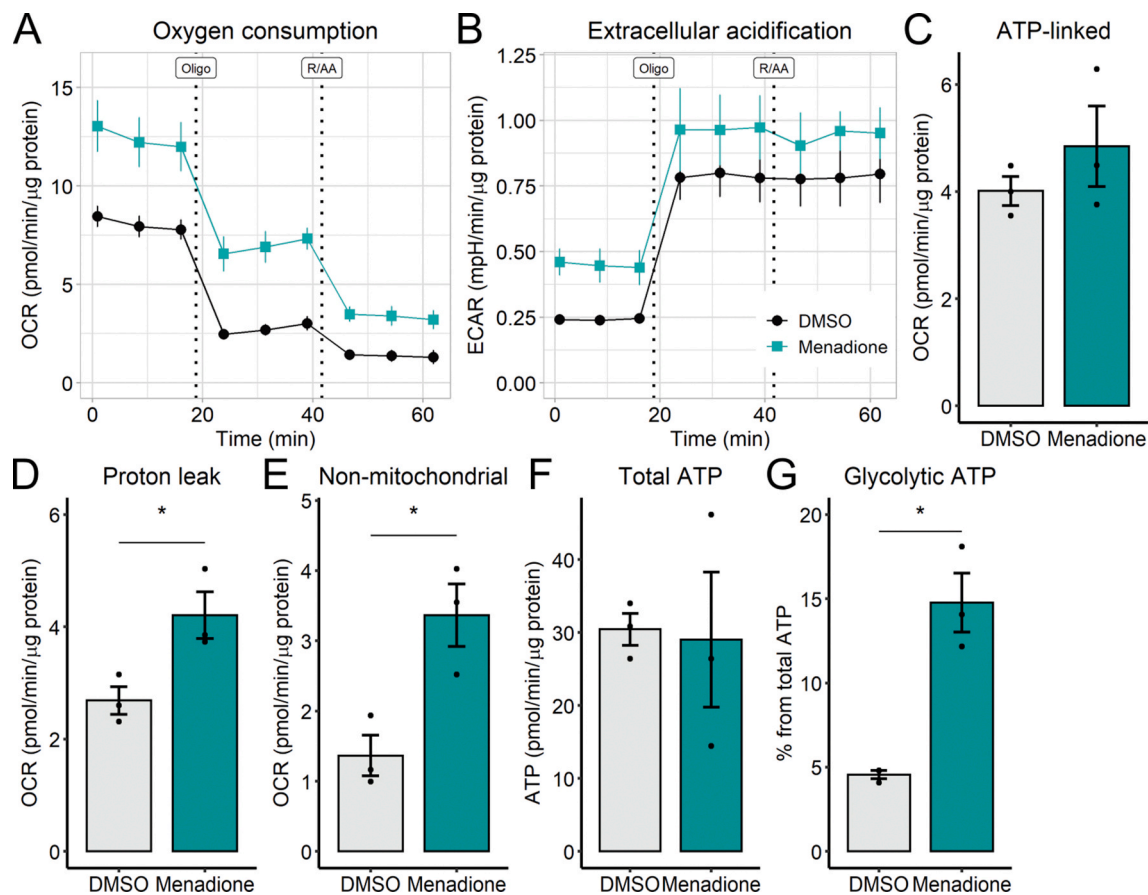 A Oxygen consumption
OCR (pmol/min/µg protein)
15
10
5
0
Oligo
R/AA
0 20 40 60
Time (min)
B Extracellular acidification
ECAR (mpH/min/µg protein)
1.25
1.00
0.75
0.50
0.25
0.00
Oligo
R/AA
DMSO
Menadione
0 20 40 60
Time (min)
C ATP-linked
OCR (pmol/min/µg protein)
6
4
2
0
DMSO Menadione
D Proton leak
OCR (pmol/min/µg protein)
6
4
2
0
*
DMSO Menadione
E Non-mitochondrial
OCR (pmol/min/µg protein)
5
4
3
2
1
0
*
DMSO Menadione
F Total ATP
ATP (pmol/min/µg protein)
40
30
20
10
0
DMSO Menadione
G Glycolytic ATP
% from total ATP
20
15
10
5
0
*
DMSO Menadione